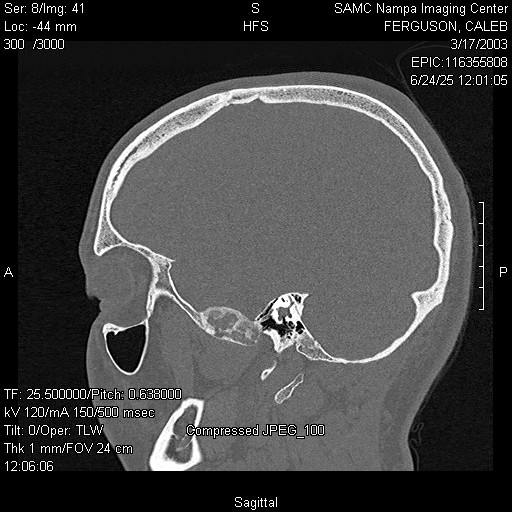 Ser: 8/Img: 41
Loc: -44 mm
300 /3000
S
HFS
SAMC Nampa Imaging Center
FERGUSON, CALEB
3/17/2003
EPIC:116355808
6/24/25 12:01:05
A
P
TF: 25.500000/Pitch: 0.638000
kV 120/mA 150/500 msec
Tilt: 0/Oper: TLW
Thk 1 mm/FOV 24 cm
12:06:06
Compressed JPEG_100
Sagittal